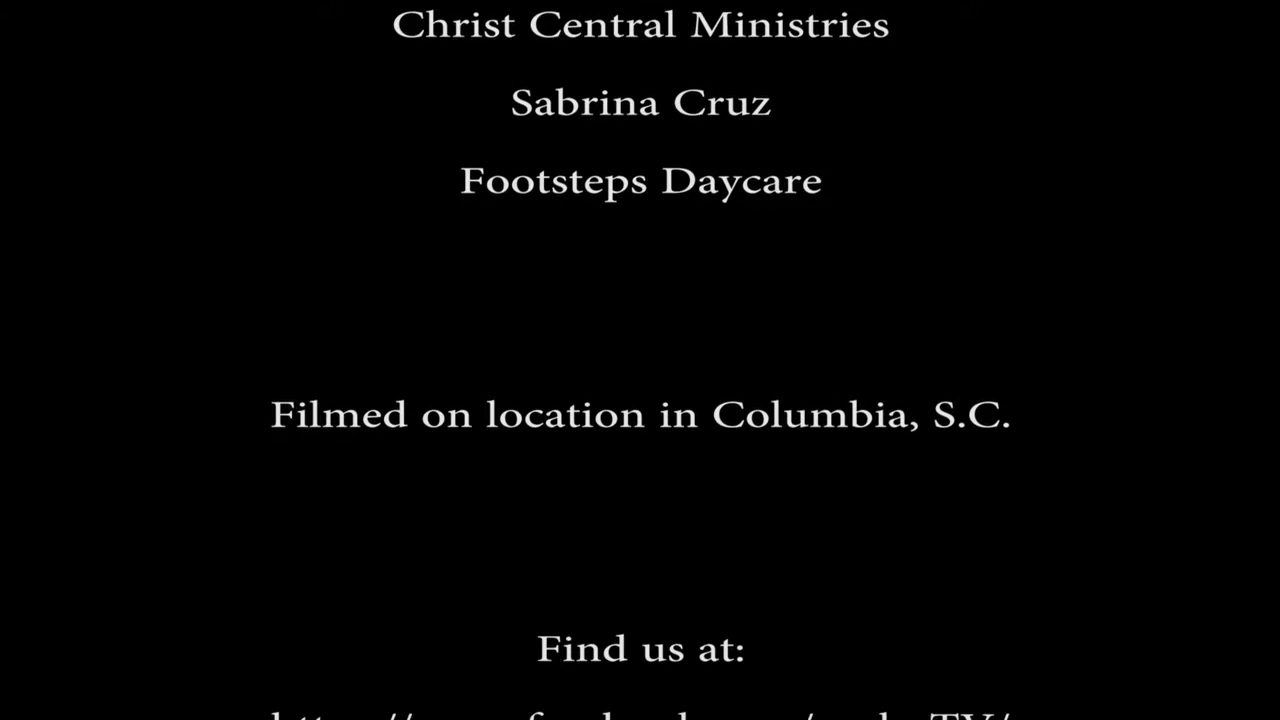 Christ Central Ministries
Sabrina Cruz
Footsteps Daycare
Filmed on location in Columbia, S.C.
Find us at: